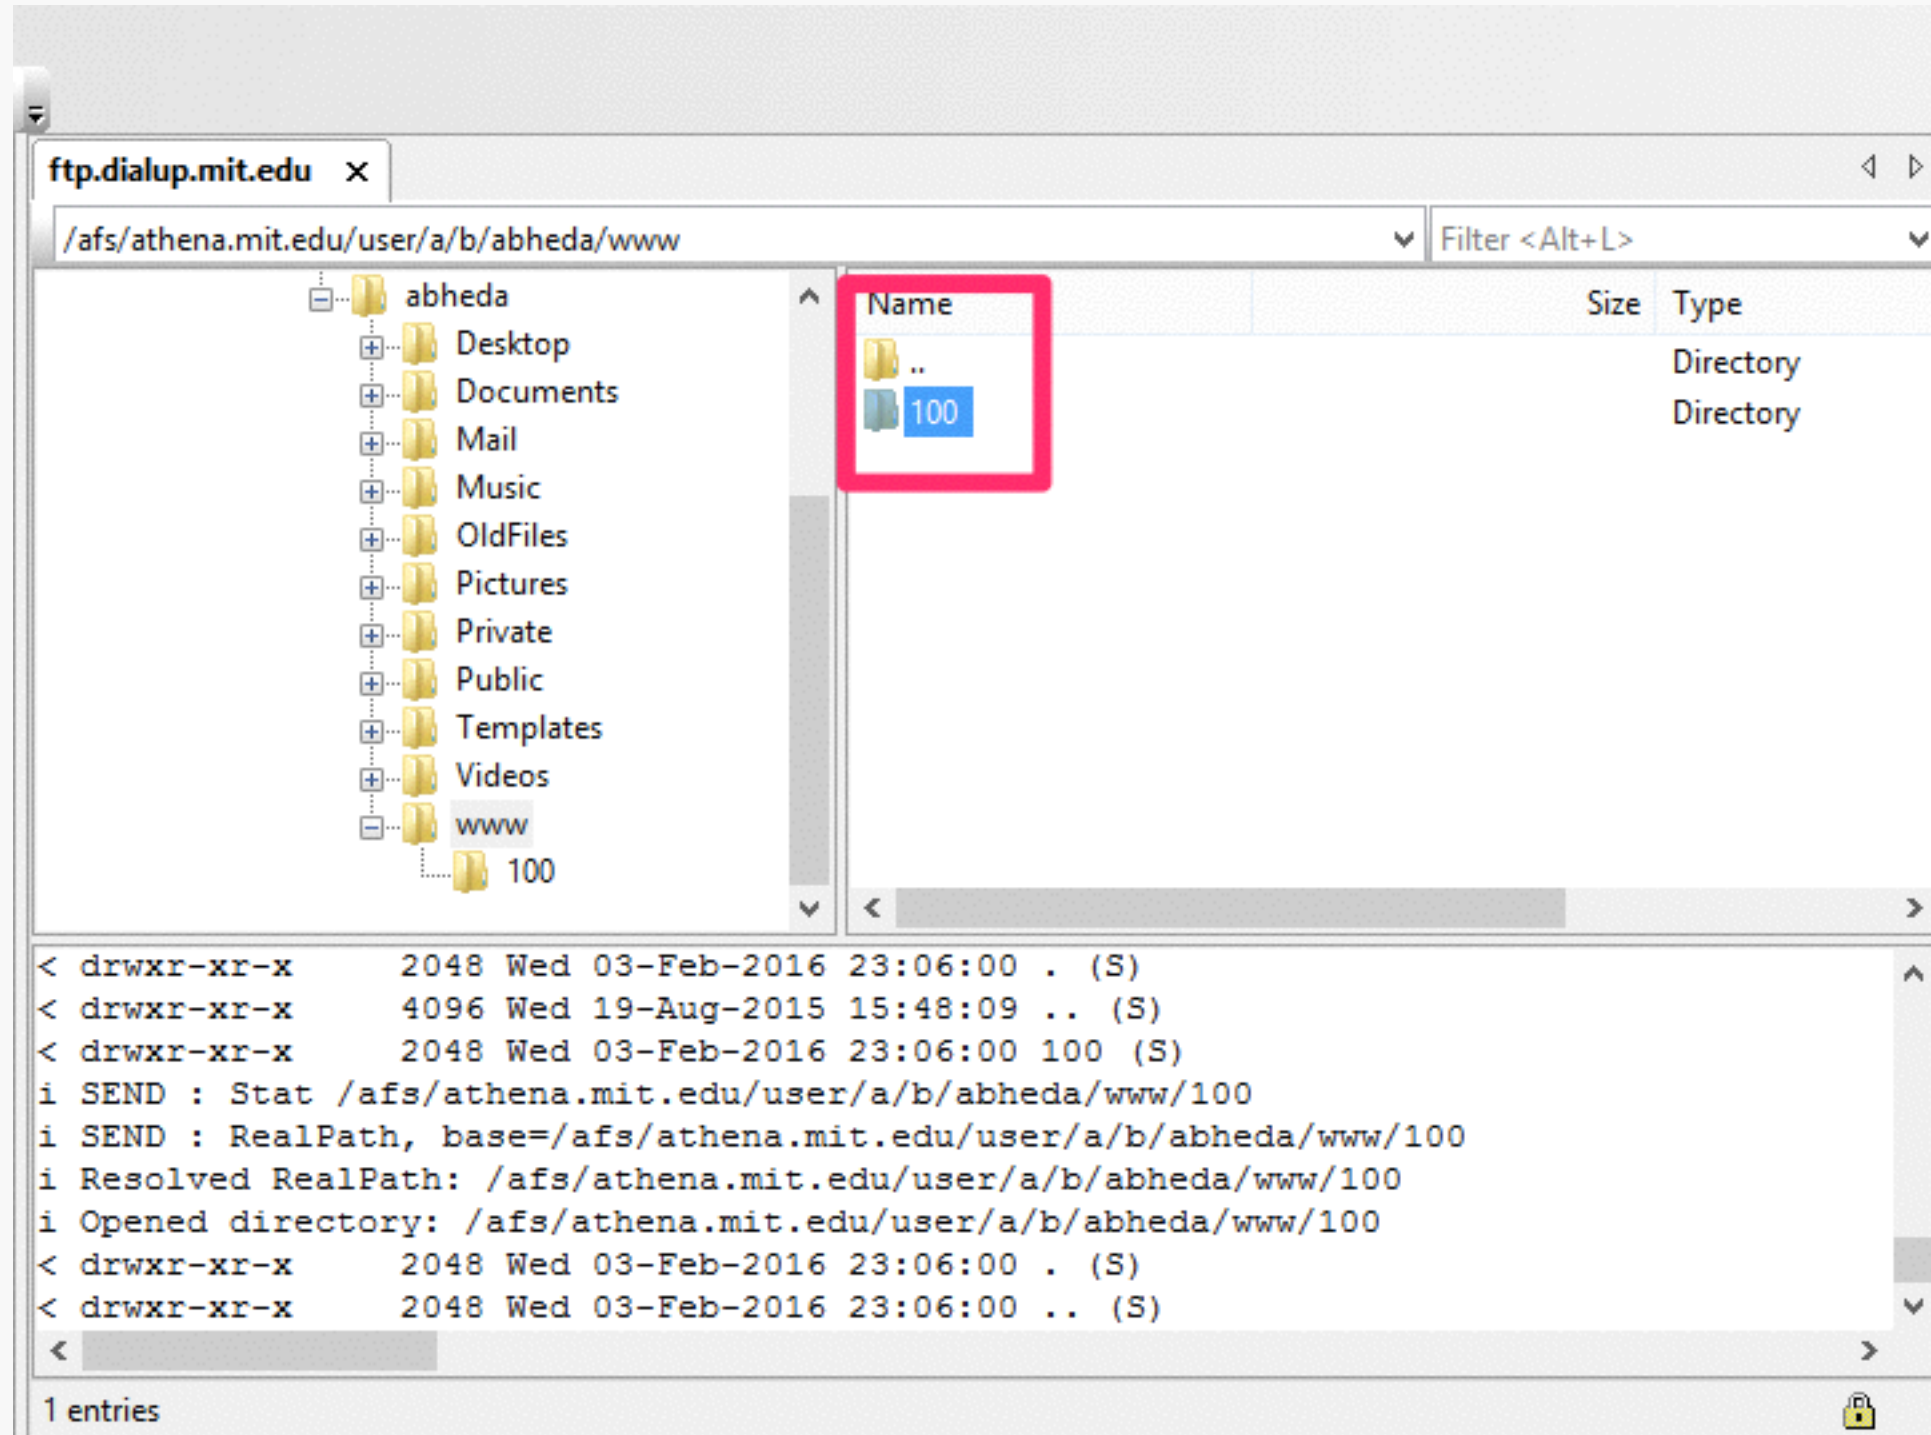 ftp.dialup.mit.edu
/afs/athena.mit.edu/user/a/b/abheda/www
Filter <Alt+L>
abheda
Desktop
Documents
Mail
Music
OldFiles
Pictures
Private
Public
Templates
Videos
www
100
Name Size Type
.. Directory
100 Directory
< drwxr-xr-x 2048 Wed 03-Feb-2016 23:06:00 . (S)
< drwxr-xr-x 4096 Wed 19-Aug-2015 15:48:09 .. (S)
< drwxr-xr-x 2048 Wed 03-Feb-2016 23:06:00 100 (S)
i SEND : Stat /afs/athena.mit.edu/user/a/b/abheda/www/100
i SEND : RealPath, base=/afs/athena.mit.edu/user/a/b/abheda/www/100
i Resolved RealPath: /afs/athena.mit.edu/user/a/b/abheda/www/100
i Opened directory: /afs/athena.mit.edu/user/a/b/abheda/www/100
< drwxr-xr-x 2048 Wed 03-Feb-2016 23:06:00 . (S)
< drwxr-xr-x 2048 Wed 03-Feb-2016 23:06:00 .. (S)
1 entries